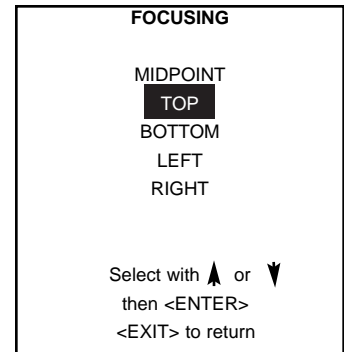 FOCUSING
MIDPOINT
TOP
BOTTOM
LEFT
RIGHT
Select with or
then <ENTER>
<EXIT> to return